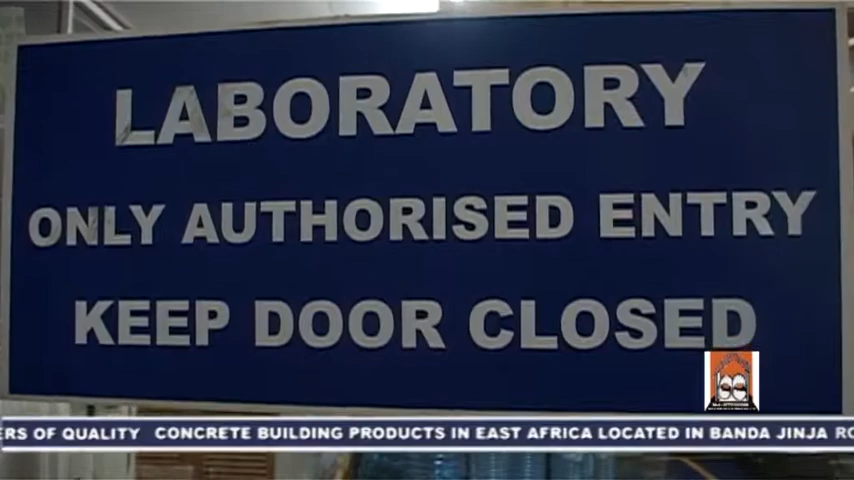 LABORATORY
ONLY AUTHORISED ENTRY
KEEP DOOR CLOSED
ERS OF QUALITY CONCRETE BUILDING PRODUCTS IN EAST AFRICA LOCATED IN BANDA JINJA RO